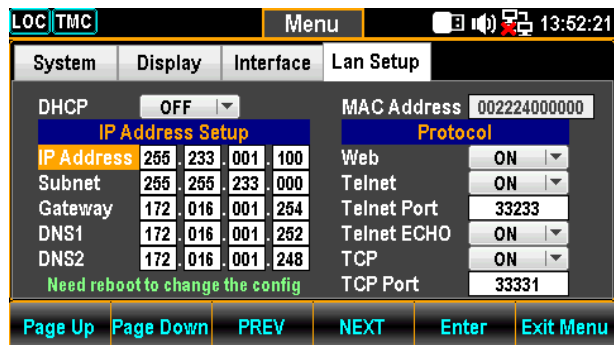 LOC TMC Menu 13:52:21
System Display Interface Lan Setup
DHCP OFF MAC Address 002224000000
IP Address Setup Protocol
IP Address 255 . 233 . 001 . 100 Web ON
Subnet 255 . 255 . 233 . 000 Telnet ON
Gateway 172 . 016 . 001 . 254 Telnet Port 33233
DNS1 172 . 016 . 001 . 252 Telnet ECHO ON
DNS2 172 . 016 . 001 . 248 TCP ON
Need reboot to change the config TCP Port 33331
Page Up Page Down PREV NEXT Enter Exit Menu